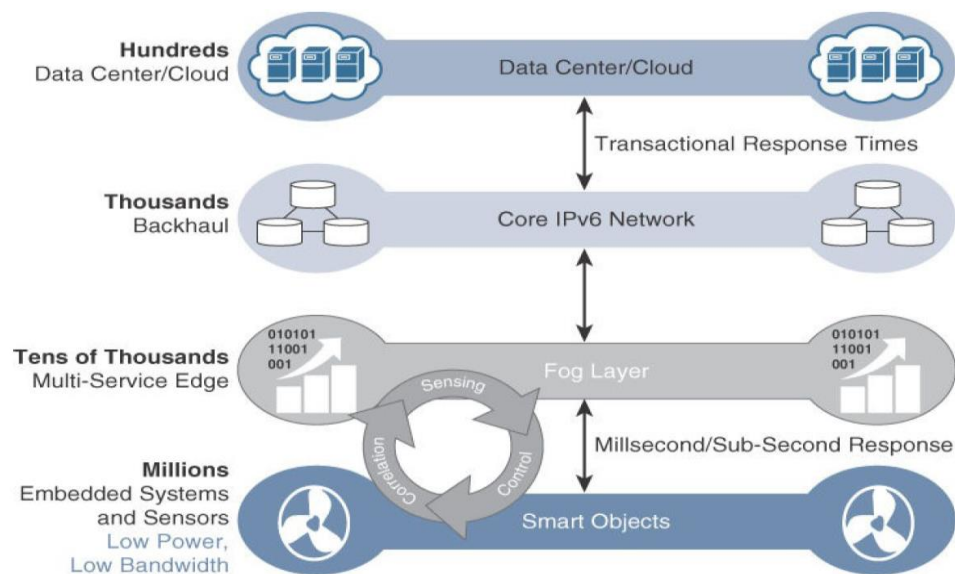 Hundreds
Data Center/Cloud
Data Center/Cloud
Transactional Response Times
Thousands
Backhaul
Core IPv6 Network
010101
11001
001
010101
11001
001
Tens of Thousands
Multi-Service Edge
Fog Layer
Sensing
Control
Correlation
Millsecond/Sub-Second Response
Millions
Embedded Systems
and Sensors
Low Power,
Low Bandwidth
Smart Objects